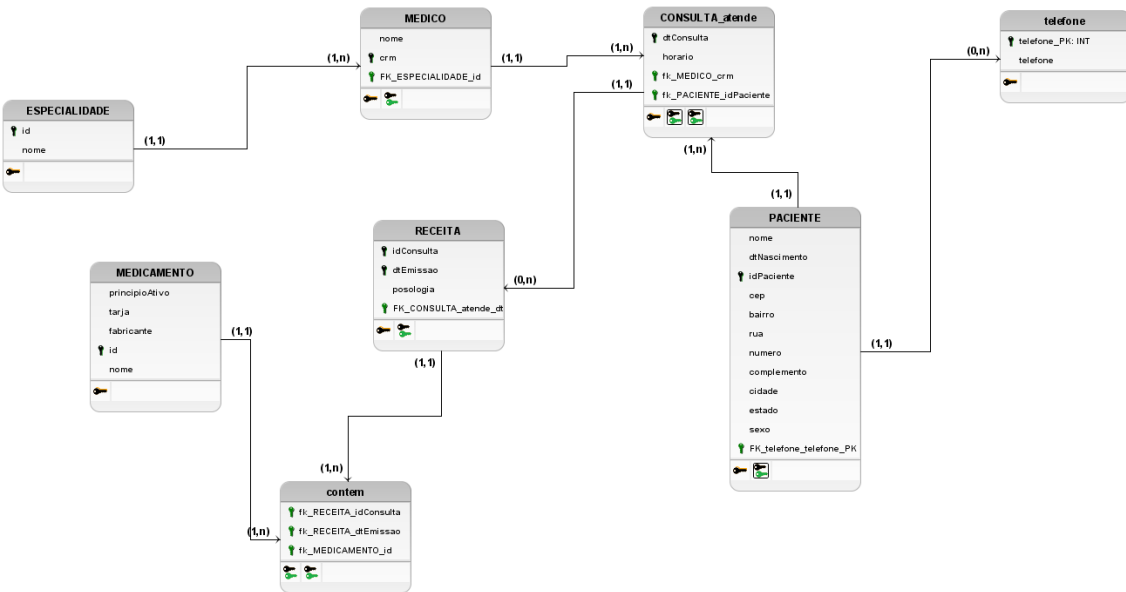 MEDICO
nome
crm
FK_ESPECIALIDADE_id
(1,n)
(1,1)
ESPECIALIDADE
id
nome
(1,1)
CONSULTA_atende
dtConsulta
horario
fk_MEDICO_crm
fk_PACIENTE_idPaciente
(1,n)
(1,1)
(1,n)
telefone
telefone_PK: INT
telefone
(0,n)
(1,1)
PACIENTE
nome
dtNascimento
idPaciente
cep
bairro
rua
numero
complemento
cidade
estado
sexo
FK_telefone_telefone_PK
(1,1)
RECEITA
idConsulta
dtEmissao
posologia
FK_CONSULTA_atende_dt
(0,n)
(1,1)
MEDICAMENTO
principioAtivo
tarja
fabricante
id
nome
(1,1)
(1,n)
contem
fk_RECEITA_idConsulta
fk_RECEITA_dtEmissao
fk_MEDICAMENTO_id
(1,n)